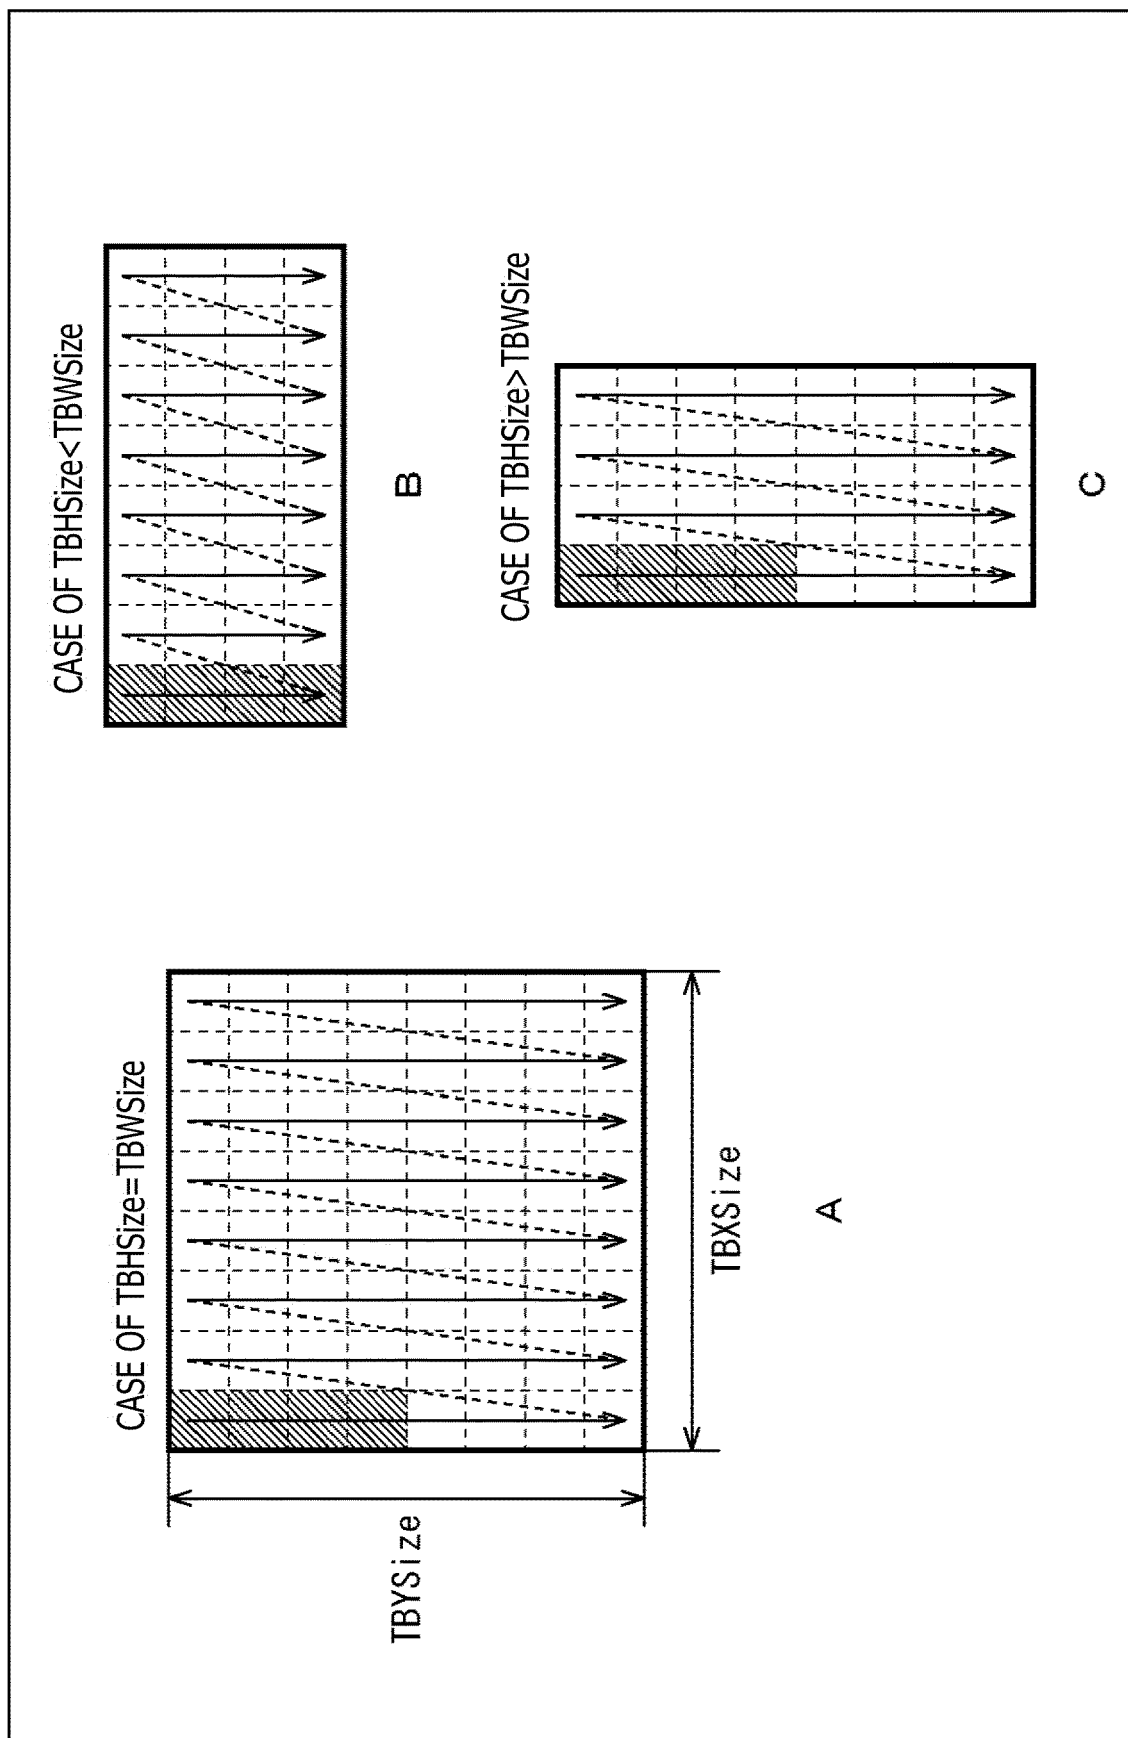 CASE OF TBHSize=TBWSize
TBYSize
TBXSize
A
CASE OF TBHSize<TBWSize
B
CASE OF TBHSize>TBWSize
C